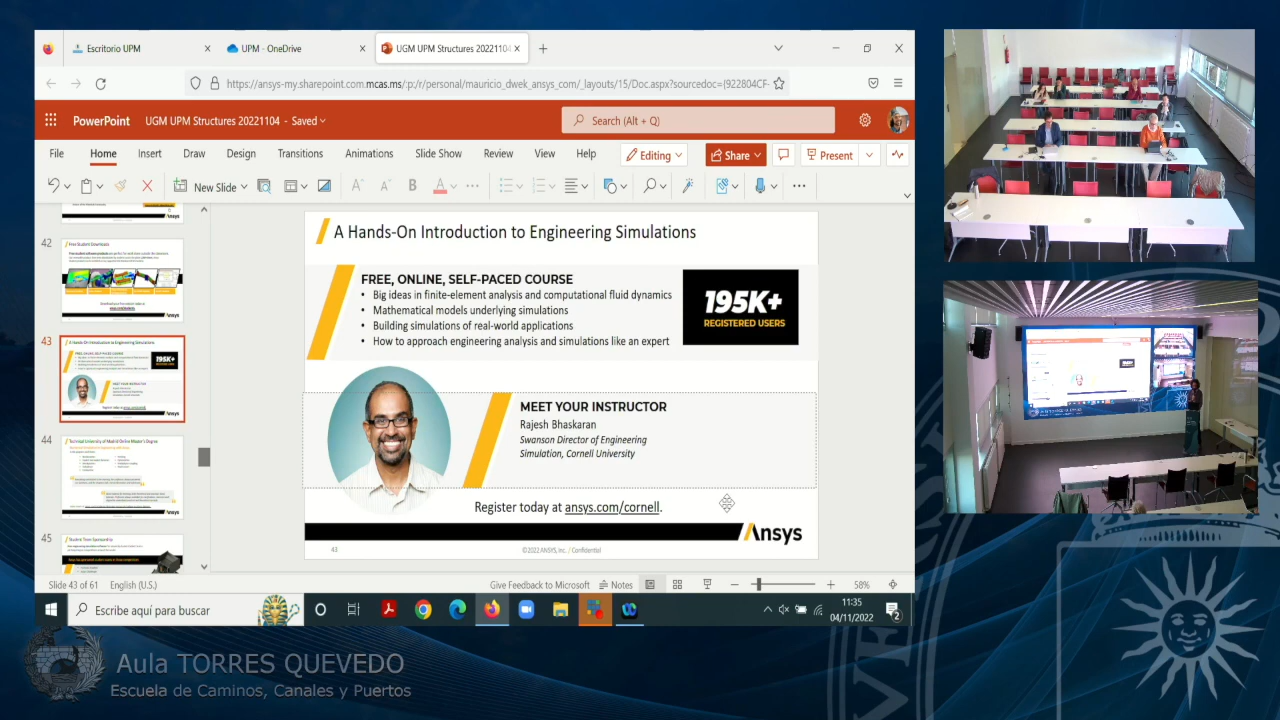 Escritorio UPM
UPM - OneDrive
UGM UPM Structures 20221104
https://ansys-my.sharepoint.com.mcas.ms/:p:/r/personal/mauricio_dwek_ansys_com/_layouts/15/Doc.aspx?sourcedoc={922804CF-
PowerPoint
UGM UPM Structures 20221104 - Saved
Search (Alt + Q)
File Home Insert Draw Design Transitions Animations Slide Show Review View Help Editing Share Present
New Slide
42
Free Student Downloads
43
A Hands-On Introduction to Engineering Simulations
195K+
44
Technical University of Madrid Online Master's Degree
45
Student Team Sponsorship
A Hands-On Introduction to Engineering Simulations
FREE, ONLINE, SELF-PACED COURSE
• Big ideas in finite-element analysis and computational fluid dynamics
• Mathematical models underlying simulations
• Building simulations of real-world applications
• How to approach engineering analysis and simulations like an expert
195K+
REGISTERED USERS
MEET YOUR INSTRUCTOR
Rajesh Bhaskaran
Swanson Director of Engineering
Simulation, Cornell University
Register today at ansys.com/cornell.
Ansys
43
©2022 ANSYS, Inc. / Confidential
Slide 43 of 61
English (U.S.)
Give Feedback to Microsoft
Notes
58%
Escribe aquí para buscar
11:35
04/11/2022
2
Aula TORRES QUEVEDO
Escuela de Caminos, Canales y Puertos